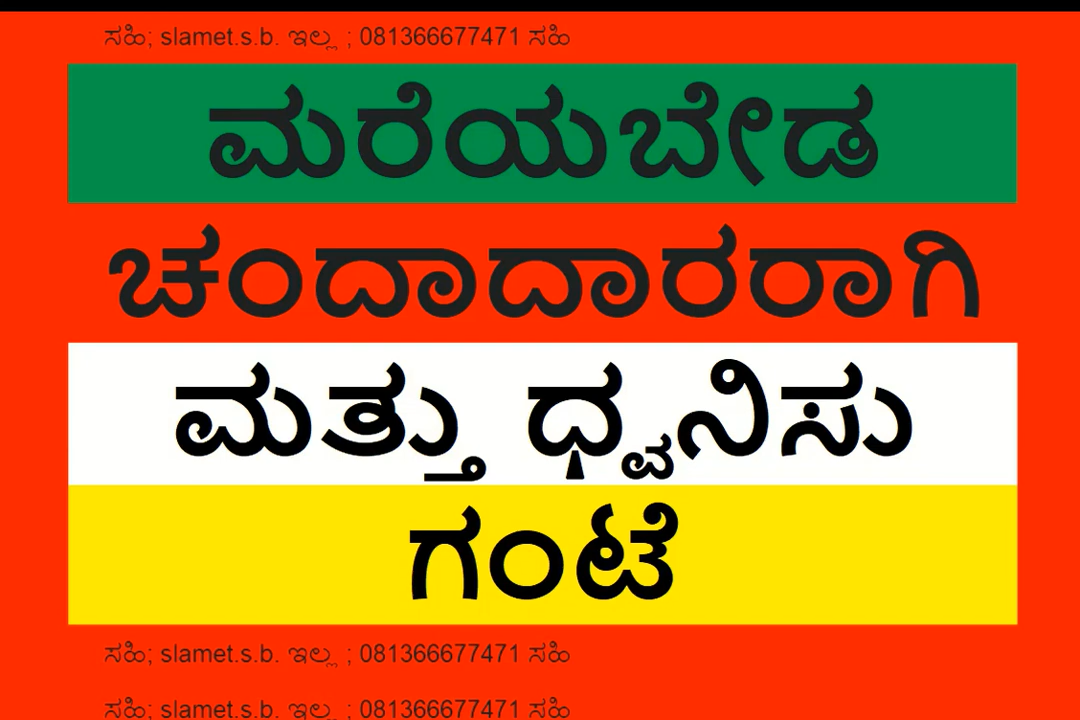 ಸಹಿ; slamet.s.b. ಇಲ್ಲ ; 081366677471 ಸಹಿ
ಮರೆಯಬೇಡ
ಚಂದಾದಾರರಾಗಿ
ಮತ್ತು ಧ್ವನಿಸು
ಗಂಟೆ
ಸಹಿ; slamet.s.b. ಇಲ್ಲ ; 081366677471 ಸಹಿ
ಸಹಿ; slamet.s.b. ಇಲ್ಲ ; 081366677471 ಸಹಿ